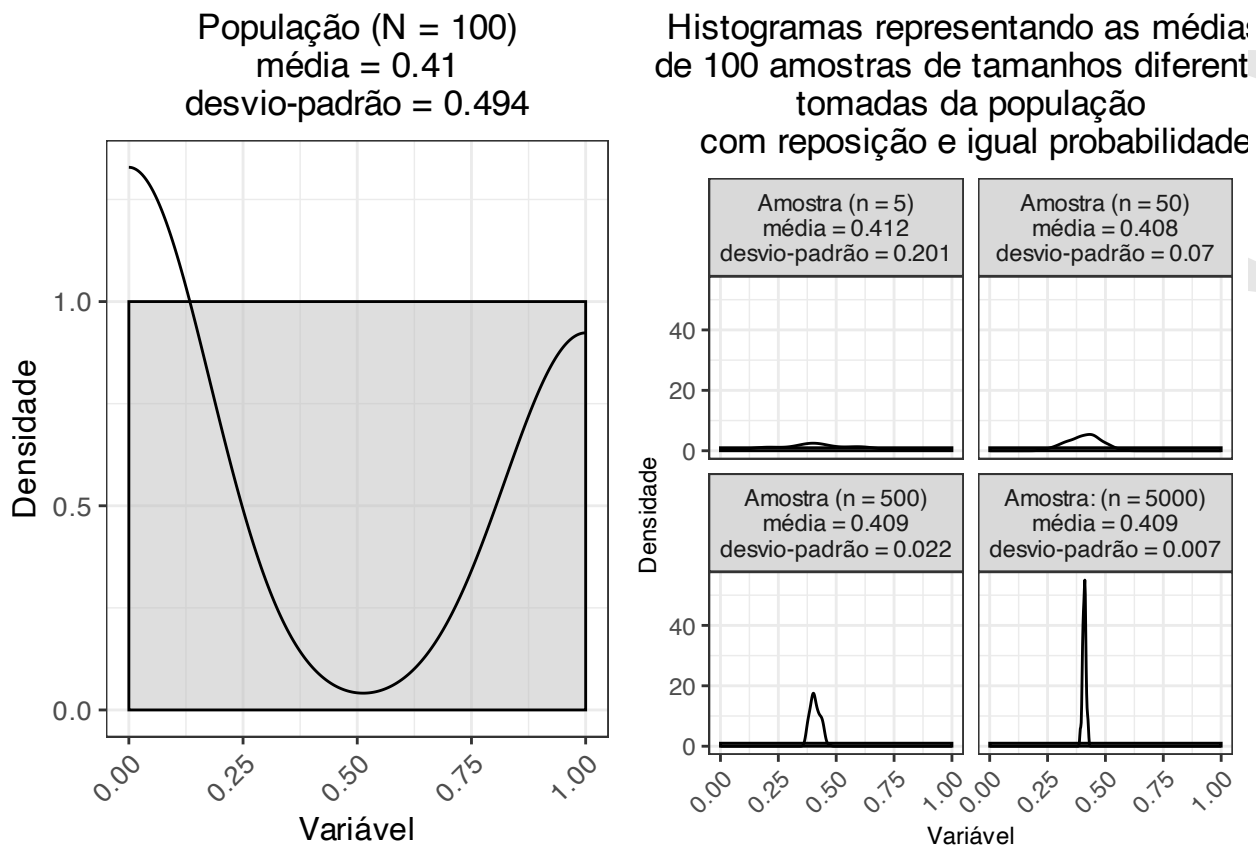 População (N = 100)
média = 0.41
desvio-padrão = 0.494
Densidade
1.0
0.5
0.0
0.00
0.25
0.50
0.75
1.00
Variável
Histogramas representando as médias
de 100 amostras de tamanhos diferent
tomadas da população
com reposição e igual probabilidade
Amostra (n = 5)
média = 0.412
desvio-padrão = 0.201
Amostra (n = 50)
média = 0.408
desvio-padrão = 0.07
40
20
0
Amostra (n = 500)
média = 0.409
desvio-padrão = 0.022
Amostra: (n = 5000)
média = 0.409
desvio-padrão = 0.007
Densidade
40
20
0
0.00
0.25
0.50
0.75
1.00
0.00
0.25
0.50
0.75
1.00
Variável